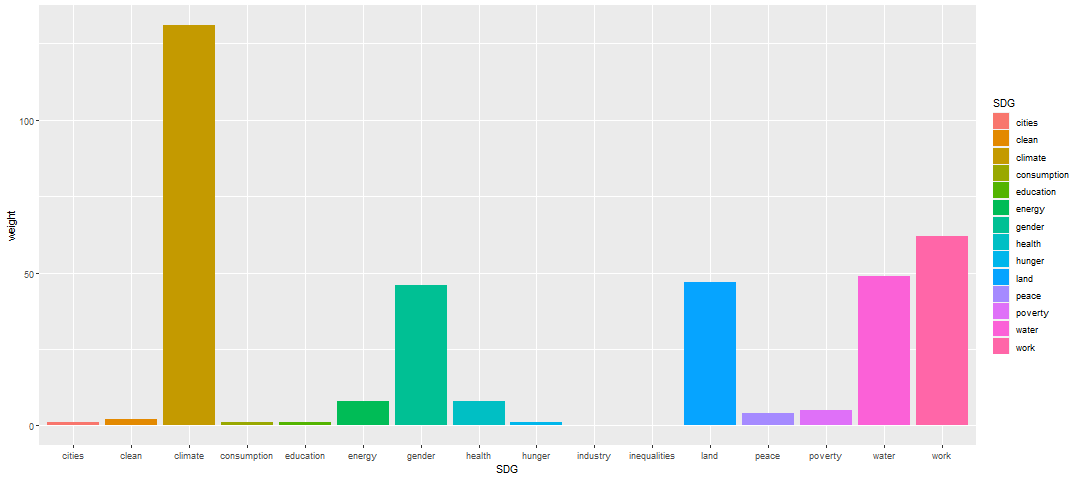 100
50
0
weight
cities clean climate consumption education energy gender health hunger industry inequalities land peace poverty water work
SDG
SDG
cities
clean
climate
consumption
education
energy
gender
health
hunger
land
peace
poverty
water
work